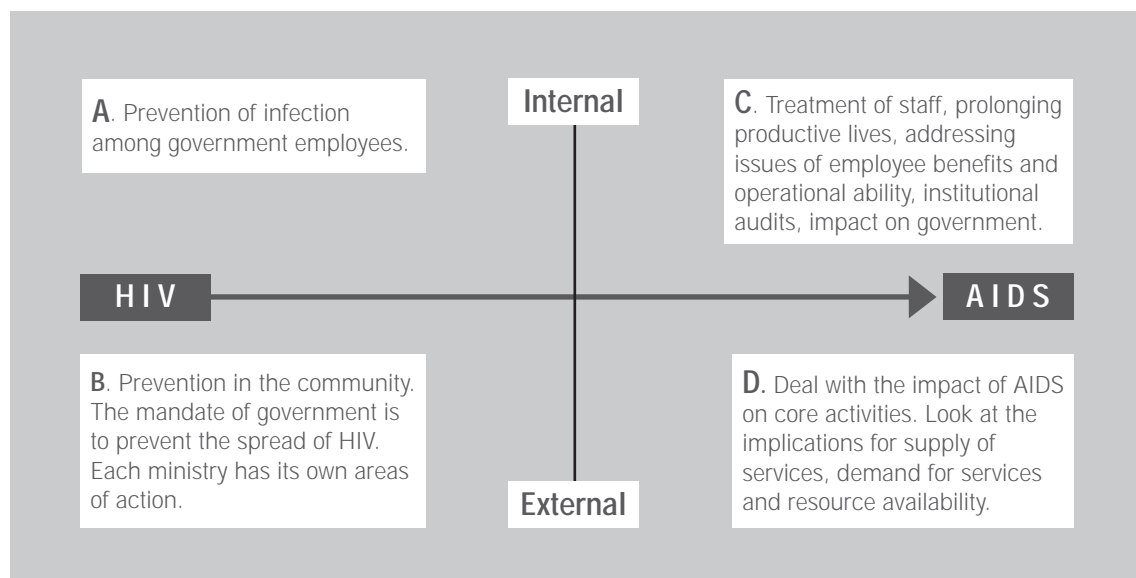 A. Prevention of infection
among government employees.
Internal
C. Treatment of staff, prolonging
productive lives, addressing
issues of employee benefits and
operational ability, institutional
audits, impact on government.
HIV
AIDS
B. Prevention in the community.
The mandate of government is
to prevent the spread of HIV.
Each ministry has its own areas
of action.
External
D. Deal with the impact of AIDS
on core activities. Look at the
implications for supply of
services, demand for services
and resource availability.